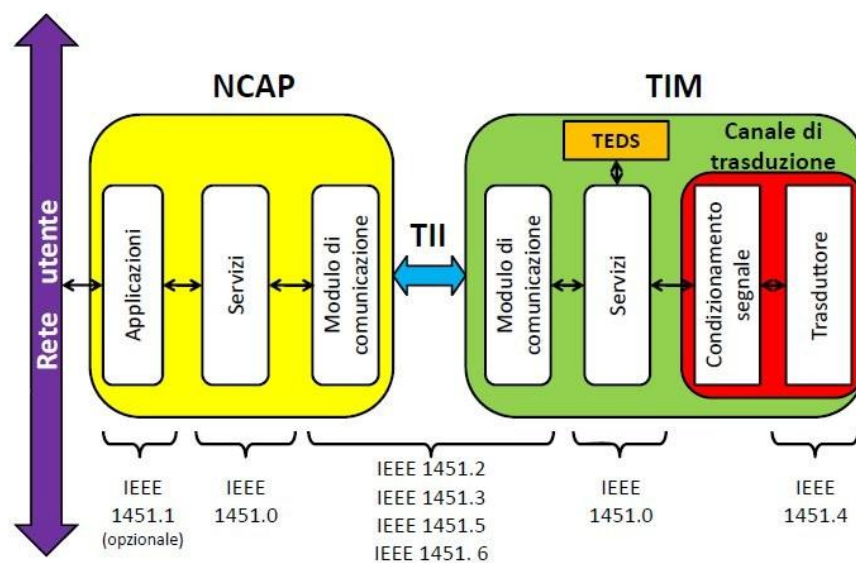 NCAP
TIM
TEDS
Canale di
trasduzione
TII
Rete utente
Applicazioni
Servizi
Modulo di
comunicazione
Modulo di
comunicazione
Servizi
Condizionamento
segnale
Trasduttore
IEEE
1451.1
(opzionale)
IEEE
1451.0
IEEE 1451.2
IEEE 1451.3
IEEE 1451.5
IEEE 1451. 6
IEEE
1451.0
IEEE
1451.4